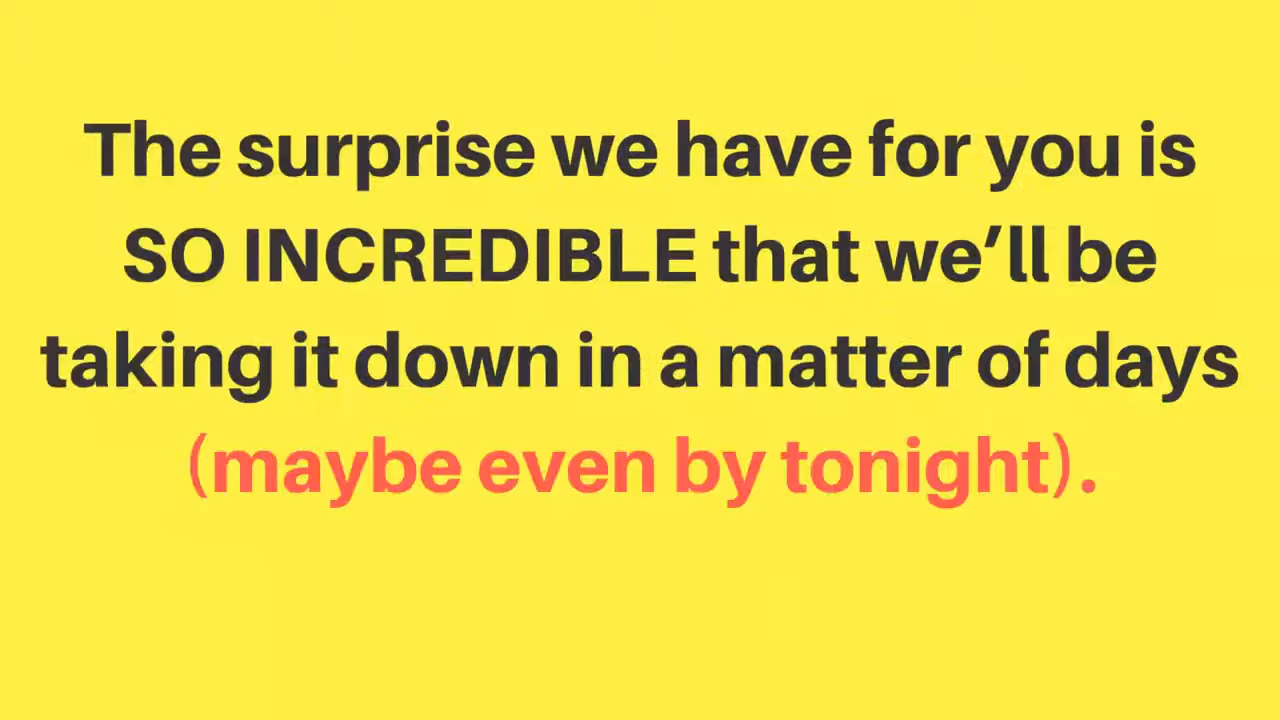 The surprise we have for you is
SO INCREDIBLE that we’ll be
taking it down in a matter of days
(maybe even by tonight).